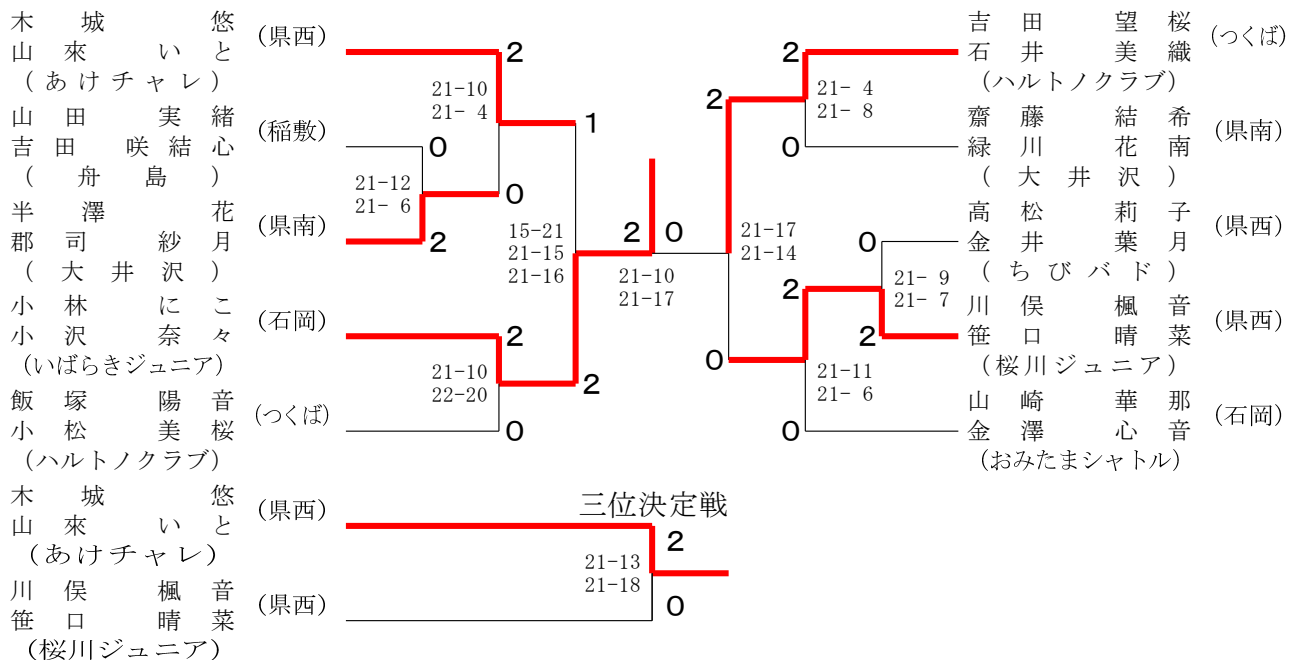 木城 悠
山來 いと
(あけチャレ)
(県西)
山田 実緒
吉田 咲結心
(舟島)
(稲敷)
半澤 花
郡司 紗月
(大井沢)
(県南)
小林 にこ
小沢 奈々
(いばらきジュニア)
(石岡)
飯塚 陽音
小松 美桜
(ハルトノクラブ)
(つくば)
2
21-10
21- 4
1
0
21-12
21- 6
0
2
15-21
21-15
21-16
2
21-10
22-20
2
0
2
0
21-10
21-17
2
21-17
21-14
2
21- 4
21- 8
0
0
21- 9
21- 7
2
2
0
21-11
21- 6
0
吉田 望桜
石井 美織
(ハルトノクラブ)
(つくば)
齋藤 結希
緑川 花南
(大井沢)
(県南)
高松 莉子
金井 葉月
(ちびバド)
(県西)
川俣 楓音
笹口 晴菜
(桜川ジュニア)
(県西)
山崎 華那
金澤 心音
(おみたまシャトル)
(石岡)
三位決定戦
木城 悠
山來 いと
(あけチャレ)
(県西)
川俣 楓音
笹口 晴菜
(桜川ジュニア)
(県西)
2
21-13
21-18
0